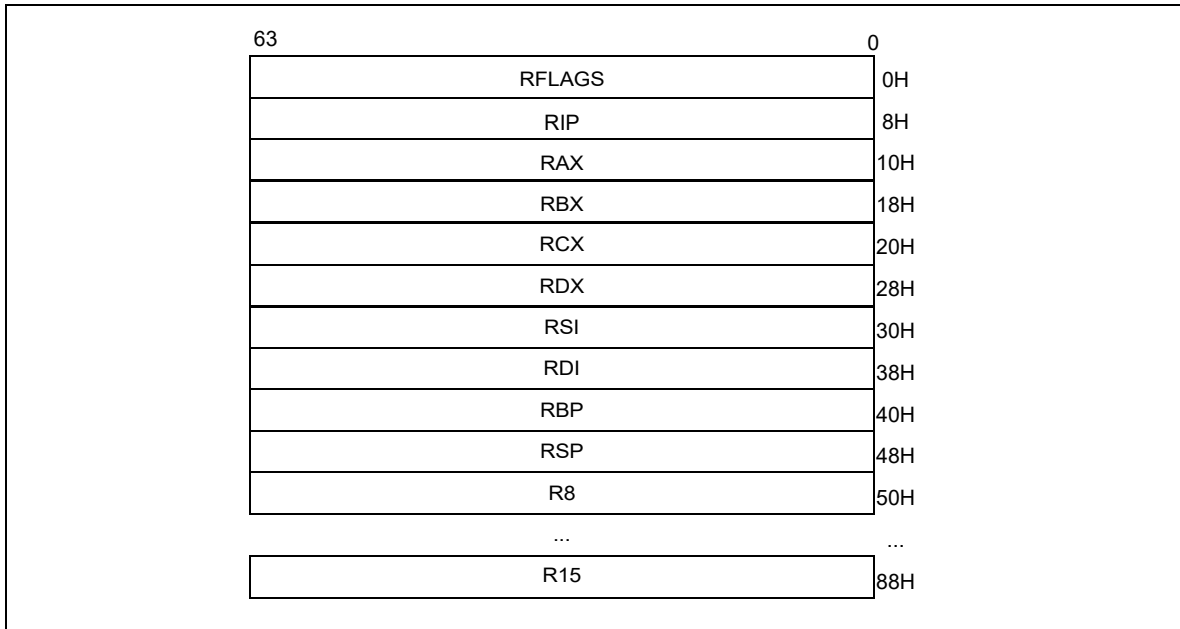 63 0
RFLAGS 0H
RIP 8H
RAX 10H
RBX 18H
RCX 20H
RDX 28H
RSI 30H
RDI 38H
RBP 40H
RSP 48H
R8 50H
... ...
R15 88H